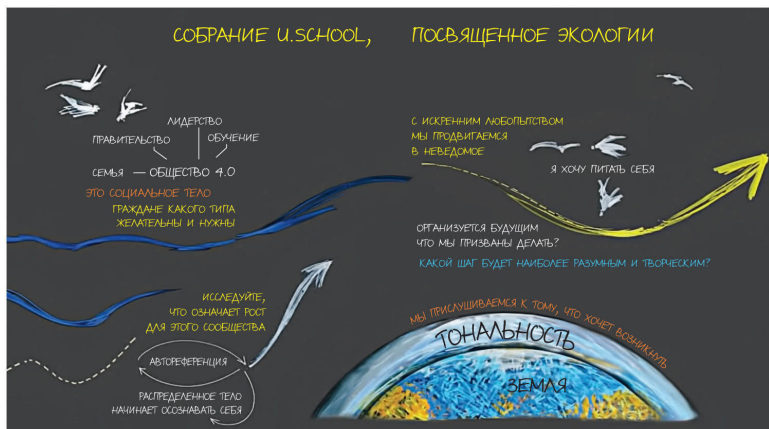 СОБРАНИЕ U.SCHOOL, ПОСВЯЩЕННОЕ ЭКОЛОГИИ
ЛИДЕРСТВО
ПРАВИТЕЛЬСТВО
ОБУЧЕНИЕ
СЕМЬЯ — ОБЩЕСТВО 4.0
ЭТО СОЦИАЛЬНОЕ ТЕЛО
ГРАЖДАНЕ КАКОГО ТИПА
ЖЕЛАТЕЛЬНЫ И НУЖНЫ
ИССЛЕДУЙТЕ,
ЧТО ОЗНАЧАЕТ РОСТ
ДЛЯ ЭТОГО СООБЩЕСТВА
АВТОРЕФЕРЕНЦИЯ
РАСПРЕДЕЛЕННОЕ ТЕЛО
НАЧИНАЕТ ОСОЗНАВАТЬ СЕБЯ
С ИСКРЕННИМ ЛЮБОПЫТСТВОМ
МЫ ПРОДВИГАЕМСЯ
В НЕВЕДОМОЕ
Я ХОЧУ ПИТАТЬ СЕБЯ
ОРГАНИЗУЕТСЯ БУДУЩИМ
ЧТО МЫ ПРИЗВАНЫ ДЕЛАТЬ?
КАКОЙ ШАГ БУДЕТ НАИБОЛЕЕ РАЗУМНЫМ И ТВОРЧЕСКИМ?
МЫ ПРИСЛУШИВАЕМСЯ К ТОМУ, ЧТО ХОЧЕТ ВОЗНИКНУТЬ
ТОНАЛЬНОСТЬ
ЗЕМЛЯ